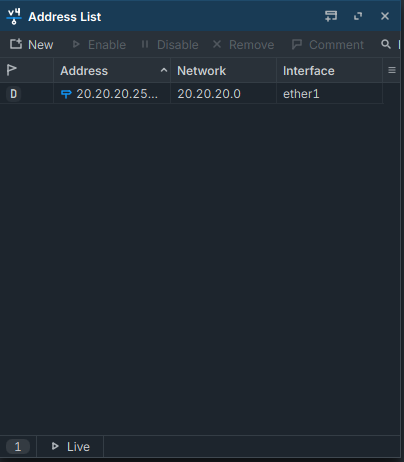 v4 Address List
New Enable Disable Remove Comment
Address Network Interface
D 20.20.20.25... 20.20.20.0 ether1
1 Live